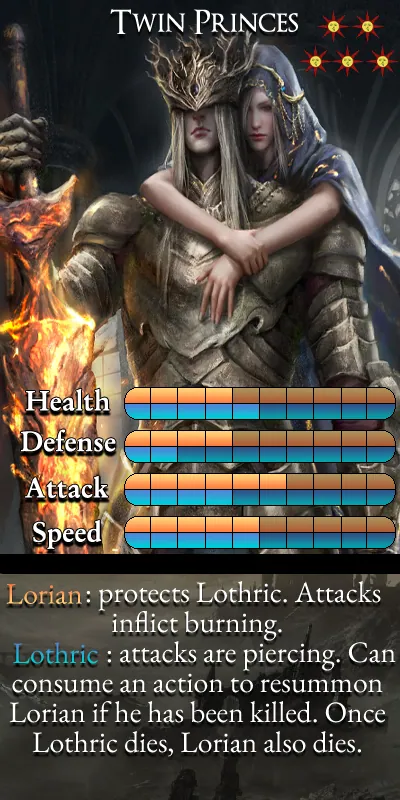 Twin Princes
Health
Defense
Attack
Speed
Lorian: protects Lothric. Attacks
inflict burning.
Lothric : attacks are piercing. Can
consume an action to resummon
Lorian if he has been killed. Once
Lothric dies, Lorian also dies.